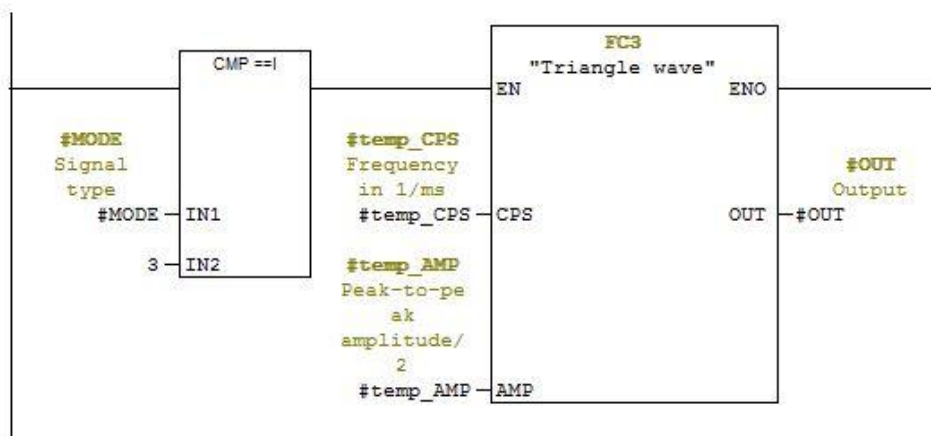 CMP ==I
#MODE
Signal
type
#MODE
IN1
3
IN2
FC3
"Triangle wave"
EN
ENO
#temp_CPS
Frequency
in 1/ms
#temp_CPS
CPS
#OUT
Output
OUT
#OUT
#temp_AMP
Peak-to-pe
ak
amplitude/
2
#temp_AMP
AMP